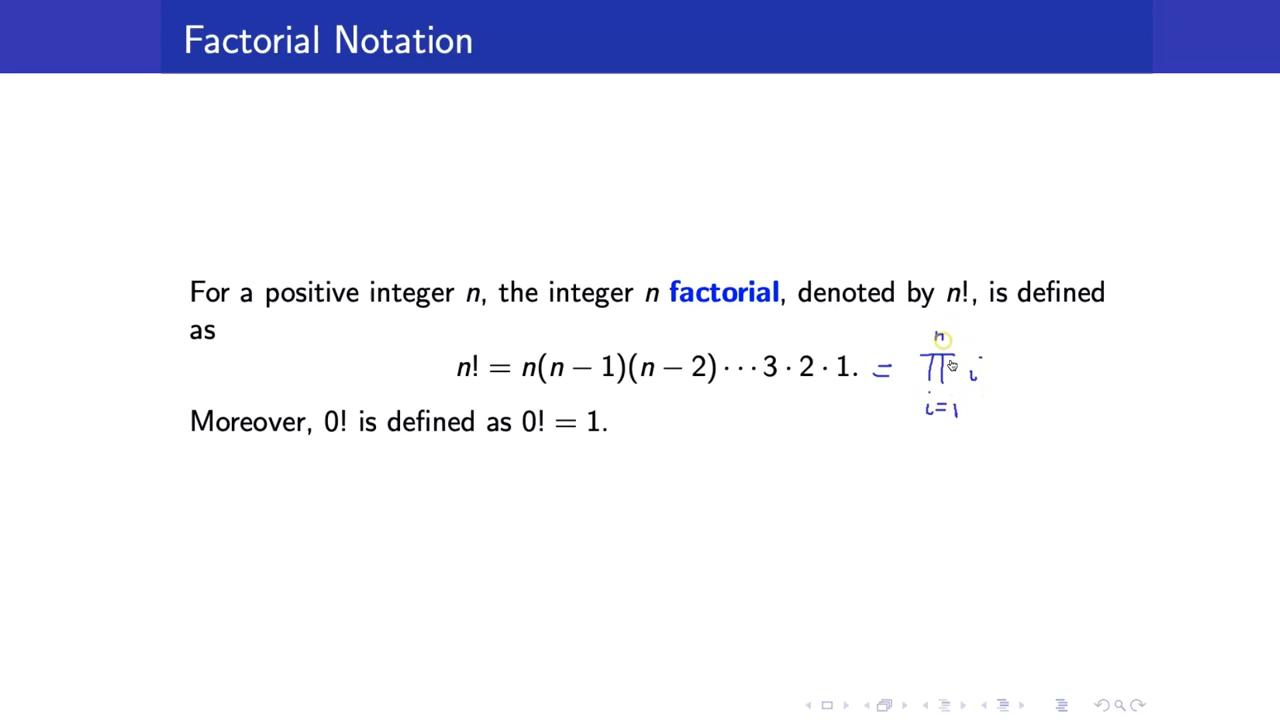 Factorial Notation
For a positive integer n, the integer n factorial, denoted by n!, is defined
as
n! = n(n − 1)(n − 2) · · · 3 · 2 · 1. = ∏_{i=1}^{n} i
Moreover, 0! is defined as 0! = 1.